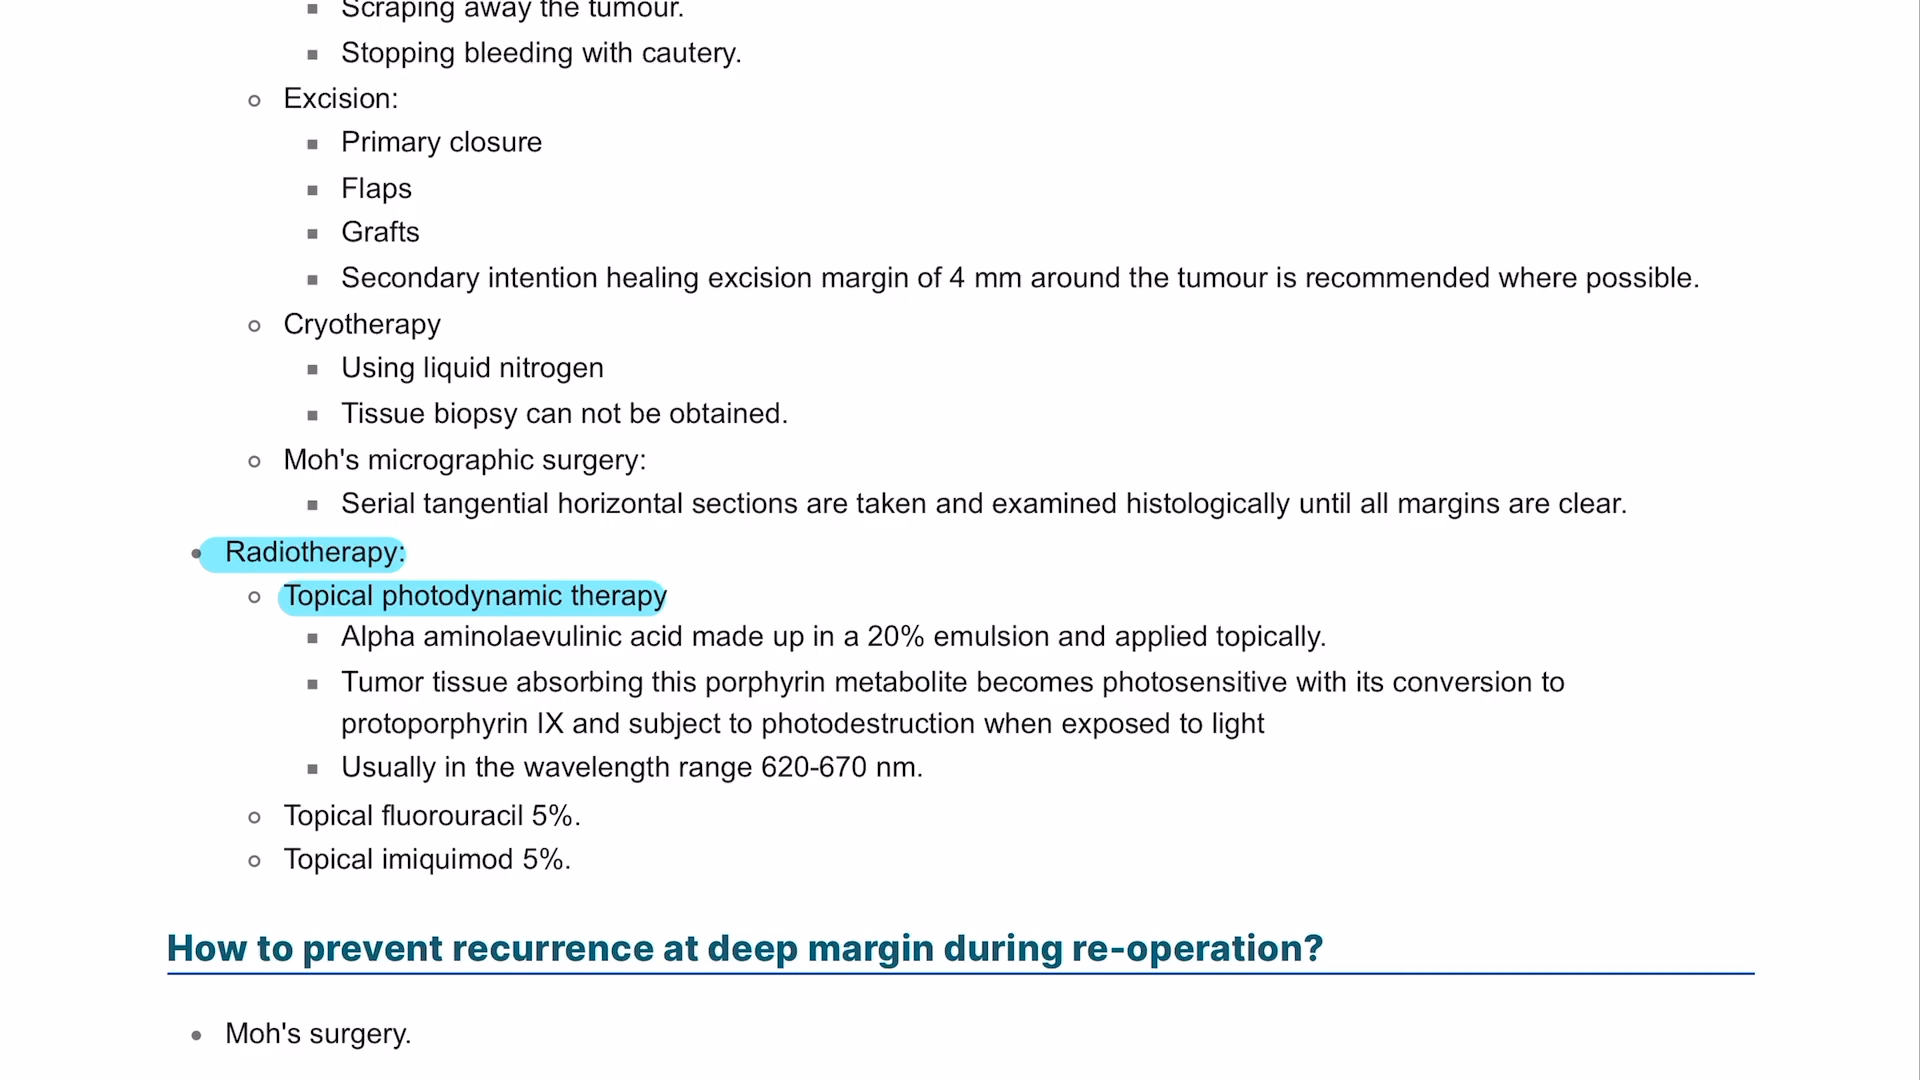 Scraping away the tumour.
Stopping bleeding with cautery.
Excision:
Primary closure
Flaps
Grafts
Secondary intention healing excision margin of 4 mm around the tumour is recommended where possible.
Cryotherapy
Using liquid nitrogen
Tissue biopsy can not be obtained.
Moh's micrographic surgery:
Serial tangential horizontal sections are taken and examined histologically until all margins are clear.
Radiotherapy:
Topical photodynamic therapy
Alpha aminolaevulinic acid made up in a 20% emulsion and applied topically.
Tumor tissue absorbing this porphyrin metabolite becomes photosensitive with its conversion to
protoporphyrin IX and subject to photodestruction when exposed to light
Usually in the wavelength range 620-670 nm.
Topical fluorouracil 5%.
Topical imiquimod 5%.
How to prevent recurrence at deep margin during re-operation?
Moh's surgery.